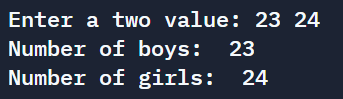 Enter a two value: 23 24
Number of boys:  23
Number of girls:  24